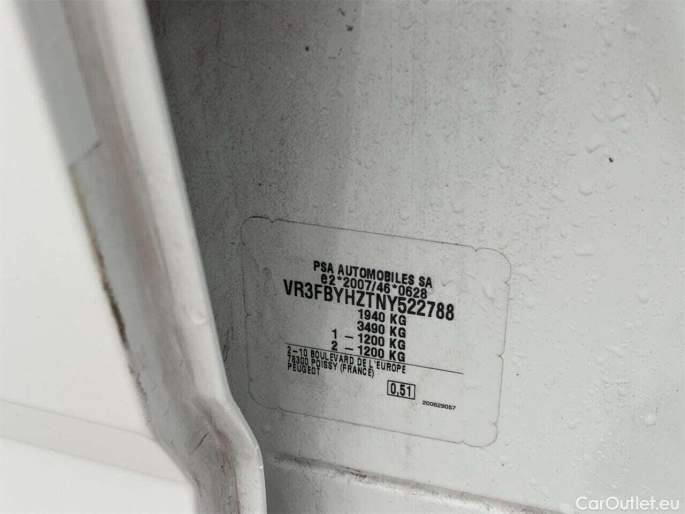 PSA AUTOMOBILES SA
e2*2007/46*0628
VR3FBYHZTNY522788
1940 KG
3490 KG
1 – 1200 KG
2 – 1200 KG
2–10 BOULEVARD DE L'EUROPE
78300 POISSY (FRANCE)
PEUGEOT
0.51
200629057
CarOutlet.eu